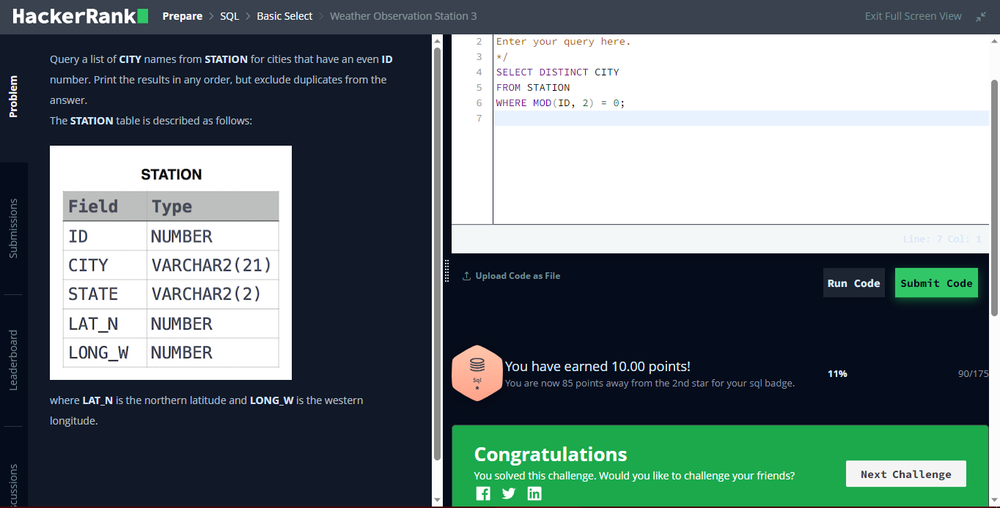 HackerRank Prepare > SQL > Basic Select > Weather Observation Station 3 Exit Full Screen View
Problem
Submissions
Leaderboard
scussions
Query a list of CITY names from STATION for cities that have an even ID
number. Print the results in any order, but exclude duplicates from the
answer.
The STATION table is described as follows:
STATION
Field Type
ID NUMBER
CITY VARCHAR2(21)
STATE VARCHAR2(2)
LAT_N NUMBER
LONG_W NUMBER
where LAT_N is the northern latitude and LONG_W is the western
longitude.
2 Enter your query here.
3 */
4 SELECT DISTINCT CITY
5 FROM STATION
6 WHERE MOD(ID, 2) = 0;
7
Line: 7 Col: 1
Upload Code as File
Run Code
Submit Code
Sql
You have earned 10.00 points!
You are now 85 points away from the 2nd star for your sql badge.
11%
90/175
Congratulations
You solved this challenge. Would you like to challenge your friends?
Next Challenge